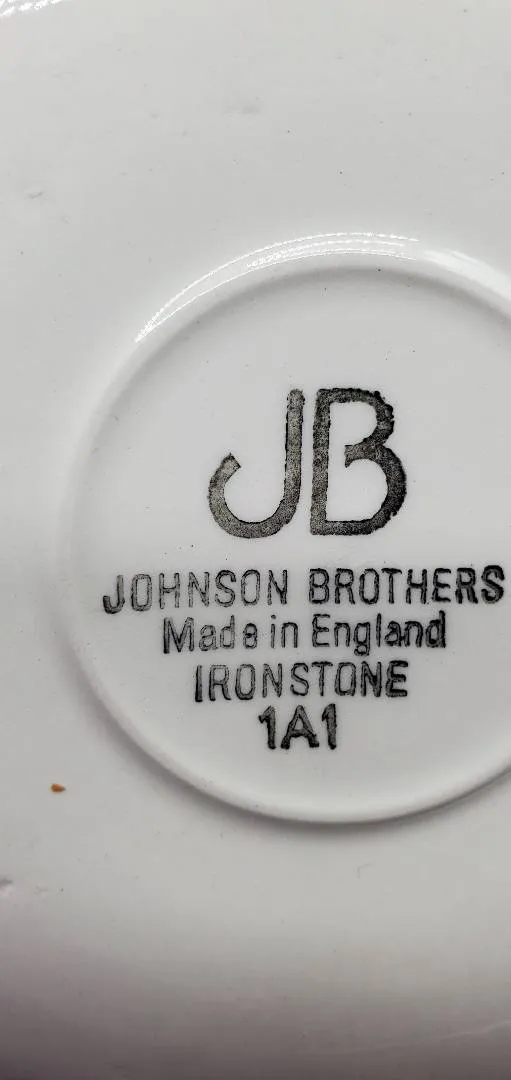 JB
JOHNSON BROTHERS
Made in England
IRONSTONE
1A1